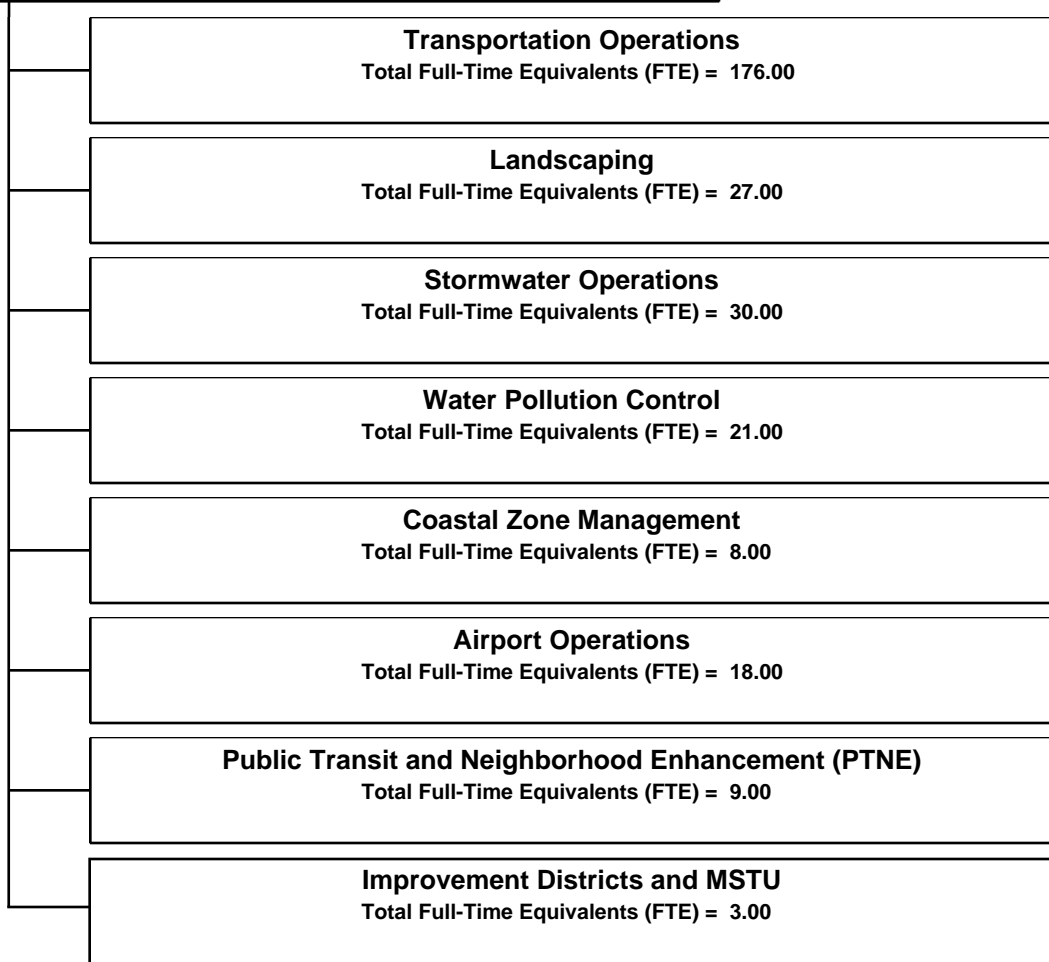 Transportation Operations
Total Full-Time Equivalents (FTE) = 176.00
Landscaping
Total Full-Time Equivalents (FTE) = 27.00
Stormwater Operations
Total Full-Time Equivalents (FTE) = 30.00
Water Pollution Control
Total Full-Time Equivalents (FTE) = 21.00
Coastal Zone Management
Total Full-Time Equivalents (FTE) = 8.00
Airport Operations
Total Full-Time Equivalents (FTE) = 18.00
Public Transit and Neighborhood Enhancement (PTNE)
Total Full-Time Equivalents (FTE) = 9.00
Improvement Districts and MSTU
Total Full-Time Equivalents (FTE) = 3.00